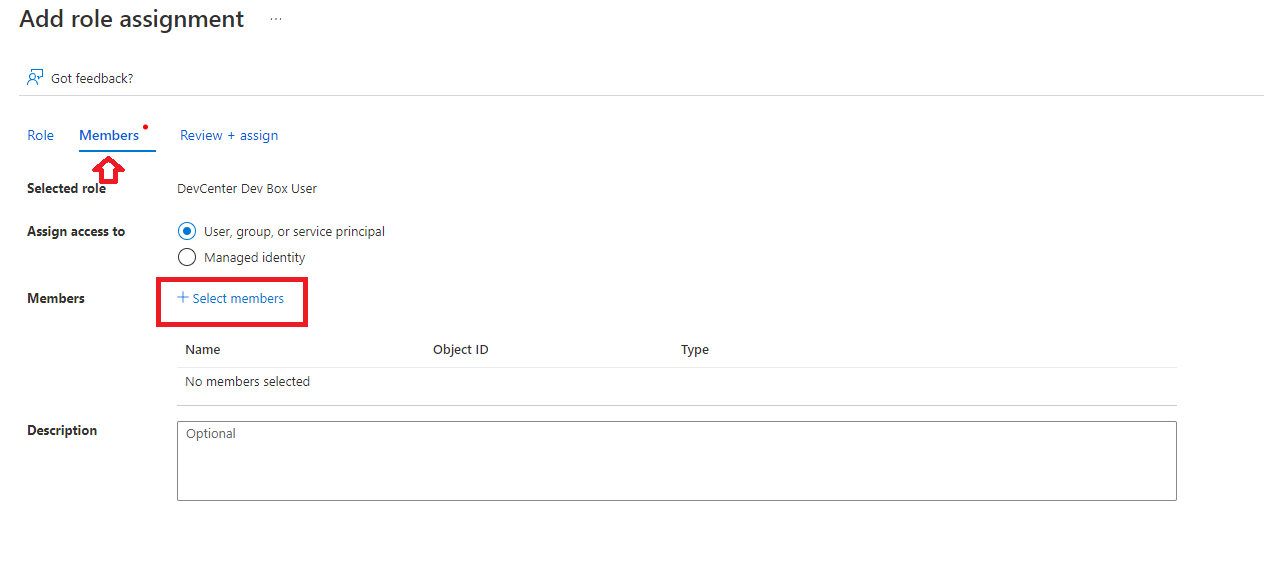 Add role assignment ...
Got feedback?
Role Members Review + assign
Selected role DevCenter Dev Box User
Assign access to User, group, or service principal
Managed identity
Members + Select members
Name Object ID Type
No members selected
Description Optional